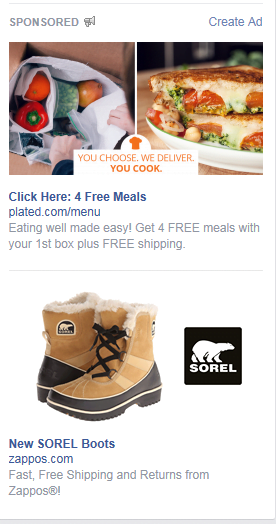 SPONSORED Create Ad
YOU CHOOSE. WE DELIVER.
YOU COOK.
Click Here: 4 Free Meals
plated.com/menu
Eating well made easy! Get 4 FREE meals with
your 1st box plus FREE shipping.
SOREL
New SOREL Boots
zappos.com
Fast, Free Shipping and Returns from
Zappos®!